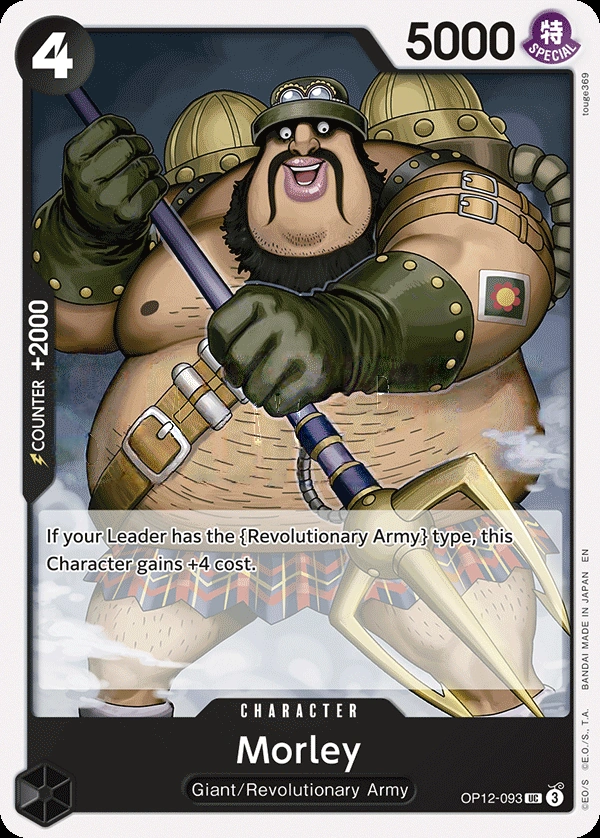 4
5000
特
SPECIAL
touge369
COUNTER +2000
If your Leader has the {Revolutionary Army} type, this
Character gains +4 cost.
CHARACTER
Morley
Giant/Revolutionary Army
OP12-093 UC 3
©E.O/S ©E.O./S., T.A. BANDAI MADE IN JAPAN EN